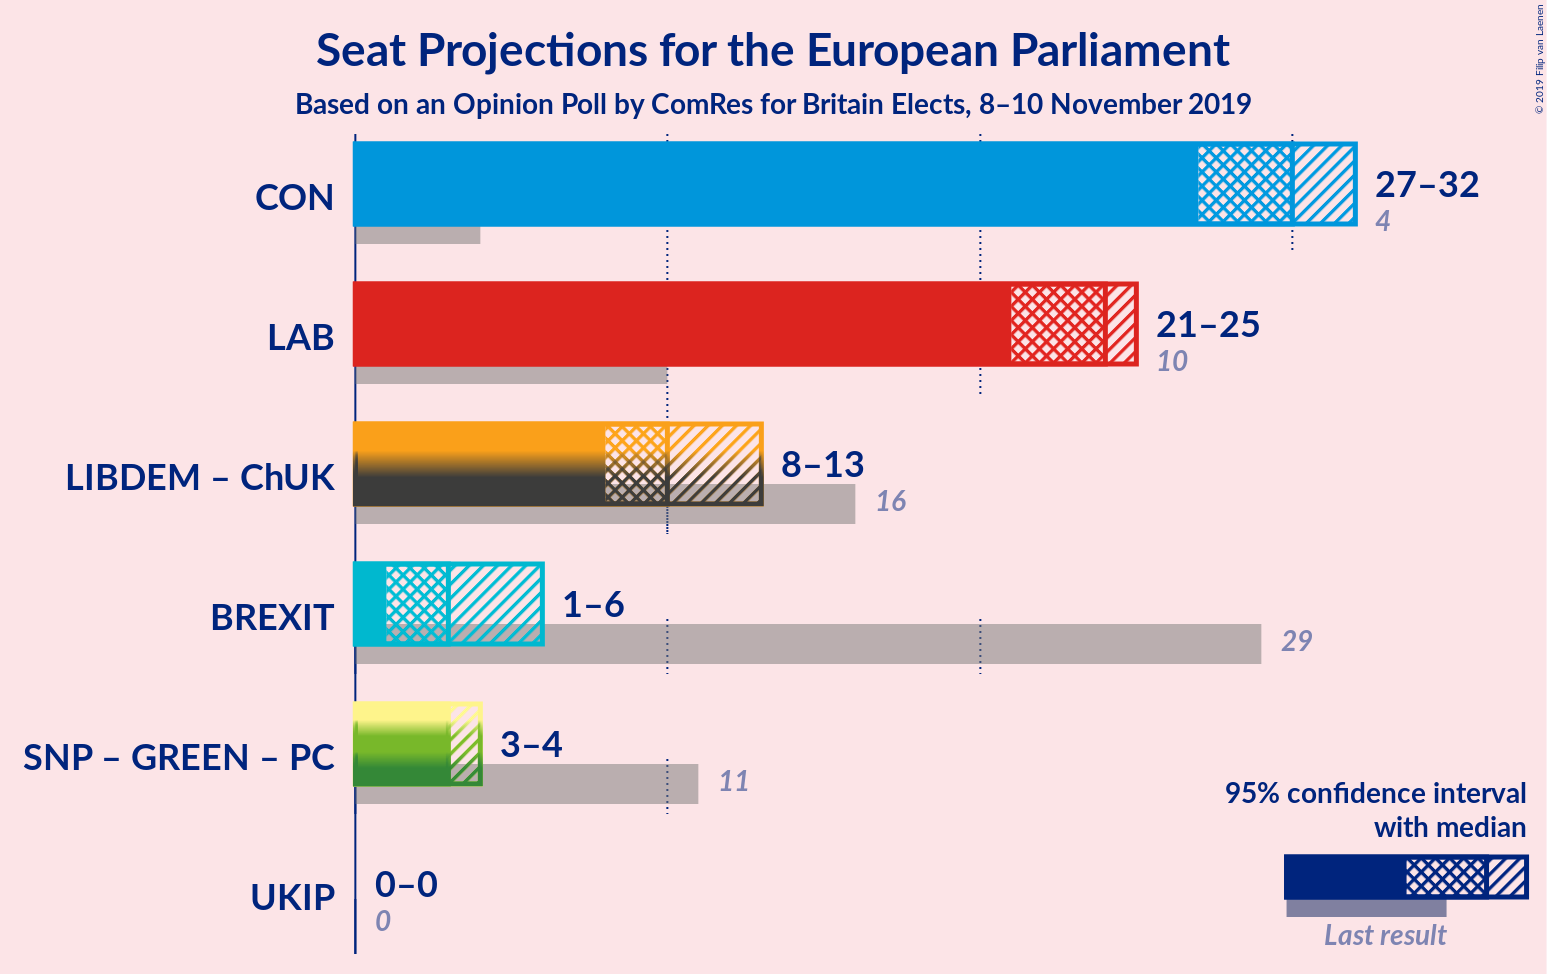 Seat Projections for the European Parliament
Based on an Opinion Poll by ComRes for Britain Elects, 8–10 November 2019
© 2019 Filip van Laenen
CON
27–32
4
LAB
21–25
10
LIBDEM – ChUK
8–13
16
BREXIT
1–6
29
SNP – GREEN – PC
3–4
11
UKIP
0–0
0
95% confidence interval
with median
Last result